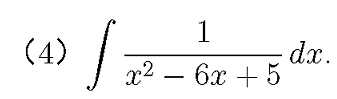 (4) ∫ 1/(x² − 6x + 5) dx.